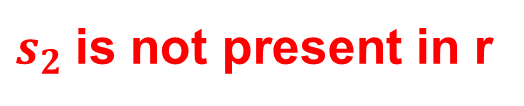 𝒔₂ is not present in r